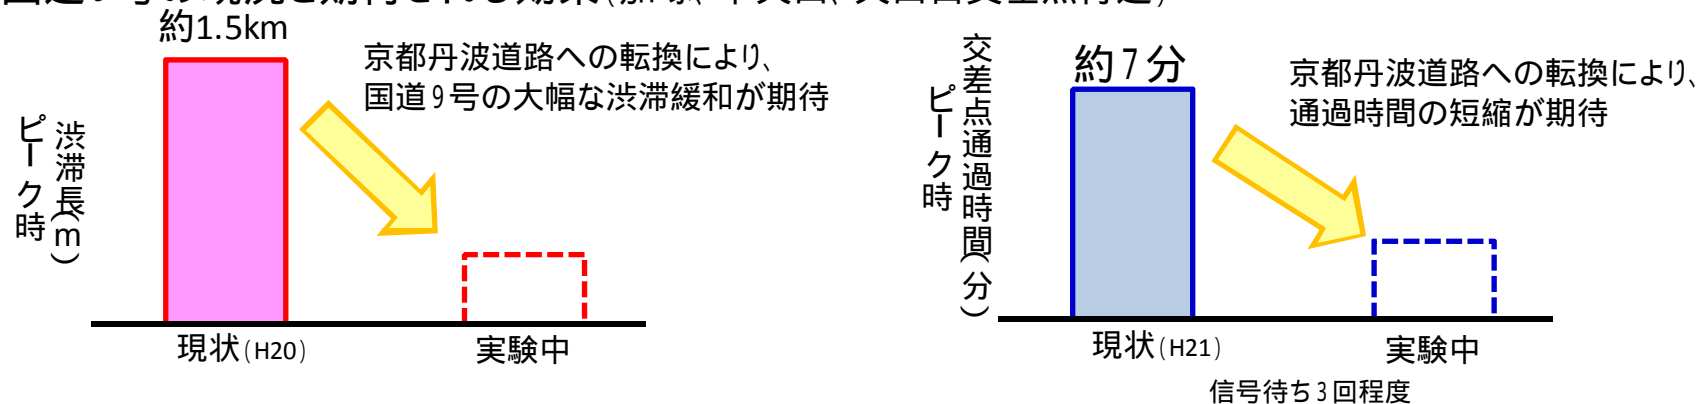 約1.5km
京都丹波道路への転換により、
国道9号の大幅な渋滞緩和が期待
ピーク時
渋滞長(m)
現状(H20)
実験中
約7分
京都丹波道路への転換により、
通過時間の短縮が期待
ピーク時
交差点通過時間(分)
現状(H21)
実験中
信号待ち3回程度